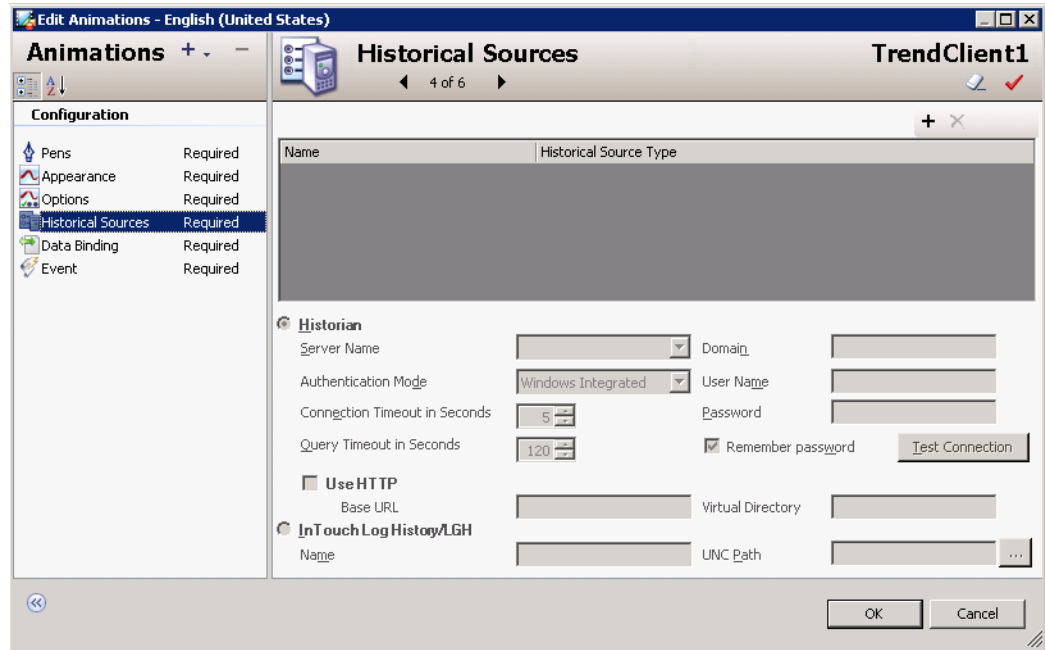 Edit Animations - English (United States)
Animations
Historical Sources
TrendClient1
4 of 6
Configuration
Pens Required
Appearance Required
Options Required
Historical Sources Required
Data Binding Required
Event Required
Name Historical Source Type
Historian
Server Name Domain
Authentication Mode Windows Integrated User Name
Connection Timeout in Seconds 5 Password
Query Timeout in Seconds 120 Remember password Test Connection
Use HTTP
Base URL Virtual Directory
InTouch Log History/LGH
Name UNC Path ...
OK Cancel